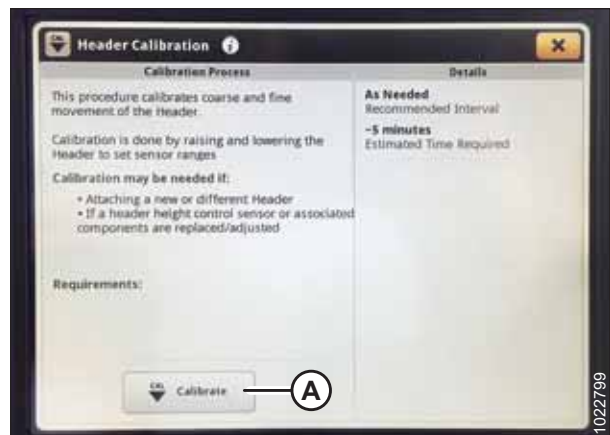 CAL
Header Calibration i
X
Calibration Process
Details
This procedure calibrates coarse and fine
movement of the Header.
Calibration is done by raising and lowering the
Header to set sensor ranges
Calibration may be needed if:
• Attaching a new or different Header
• If a header height control sensor or associated
components are replaced/adjusted
Requirements:
As Needed
Recommended Interval
~5 minutes
Estimated Time Required
CAL
Calibrate
A
1022799